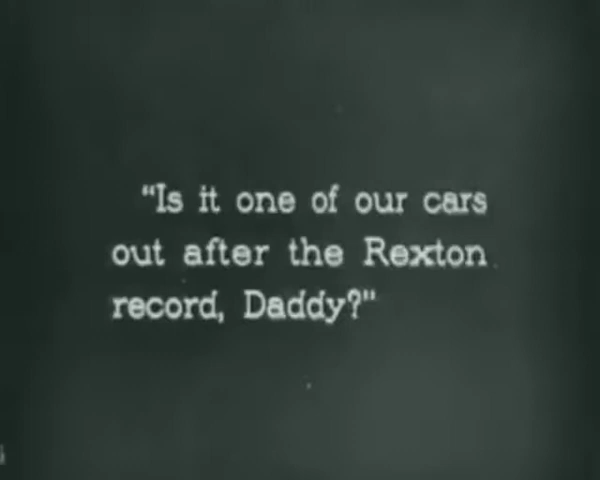 "Is it one of our cars
out after the Rexton
record, Daddy?"